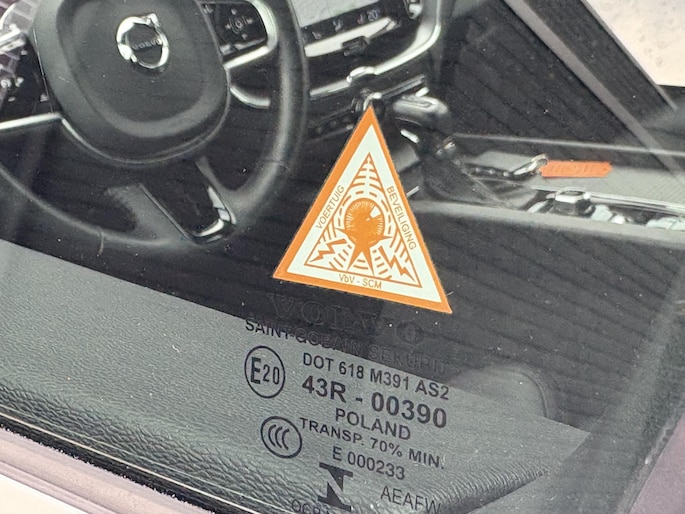 VOERTUIG
BEVEILIGING
VbV - SCM
VOLVO
SAINT-GOBAIN SEKURIT
E20
DOT 618 M391 AS2
43R - 00390
POLAND
CCC
TRANSP. 70% MIN.
E 000233
AEAFW